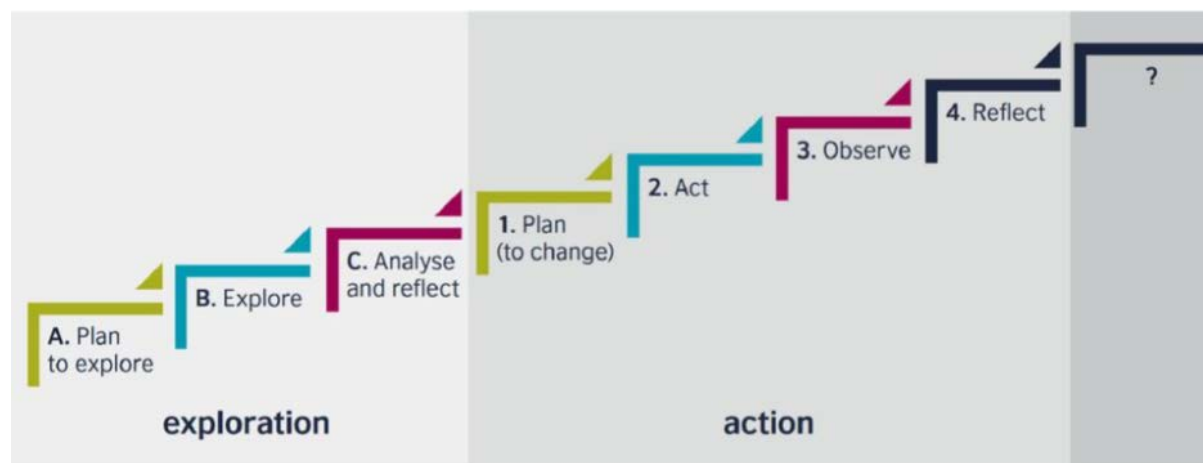 A. Plan
to explore
B. Explore
C. Analyse
and reflect
1. Plan
(to change)
2. Act
3. Observe
4. Reflect
?
exploration
action